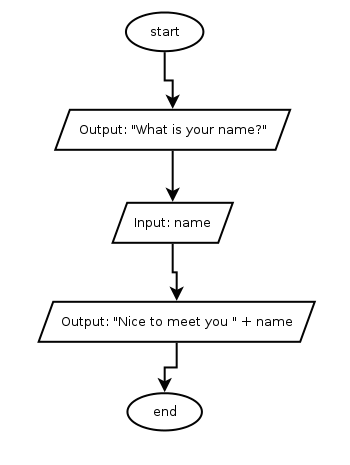 start
Output: "What is your name?"
Input: name
Output: "Nice to meet you " + name
end